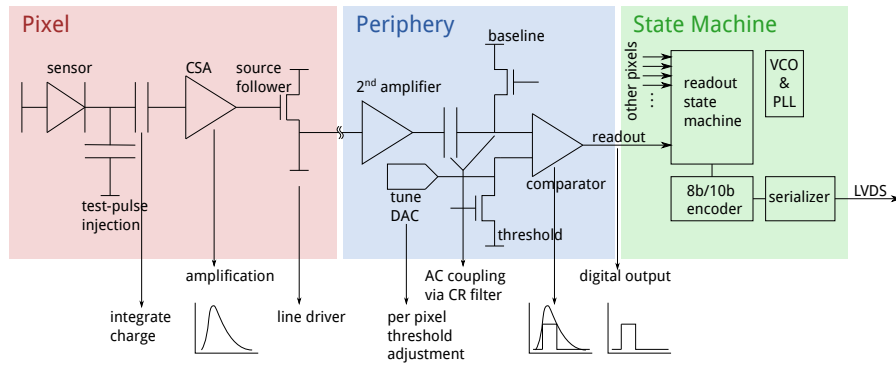 Pixel
Periphery
State Machine
sensor
CSA
source
follower
test-pulse
injection
baseline
2nd amplifier
tune
DAC
threshold
comparator
readout
other pixels
...
readout
state
machine
VCO
&
PLL
8b/10b
encoder
serializer
LVDS
integrate
charge
amplification
line driver
per pixel
threshold
adjustment
AC coupling
via CR filter
digital output